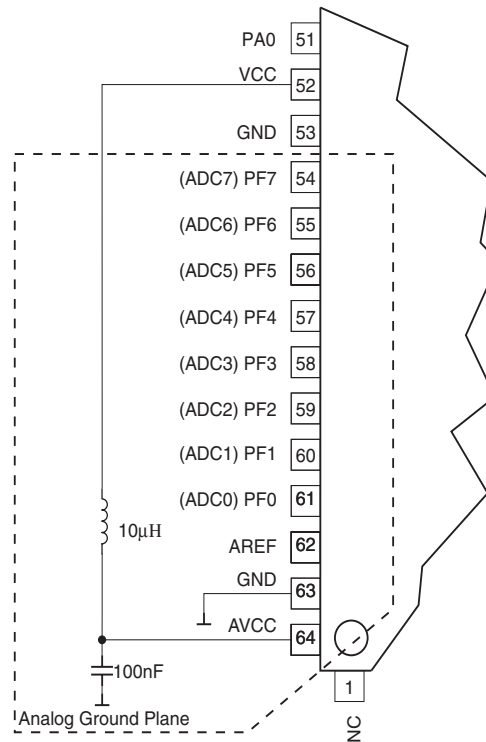 PA0 51
VCC 52
GND 53
(ADC7) PF7 54
(ADC6) PF6 55
(ADC5) PF5 56
(ADC4) PF4 57
(ADC3) PF3 58
(ADC2) PF2 59
(ADC1) PF1 60
(ADC0) PF0 61
10μH
AREF 62
GND 63
AVCC 64
100nF
1
Analog Ground Plane
NC